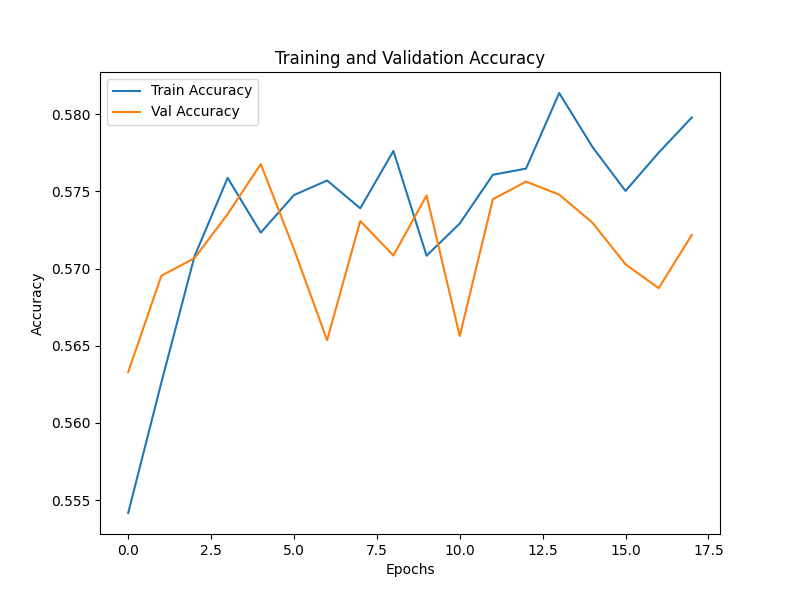 Training and Validation Accuracy
Train Accuracy
Val Accuracy
0.580
0.575
0.570
0.565
0.560
0.555
Accuracy
0.0 2.5 5.0 7.5 10.0 12.5 15.0 17.5
Epochs